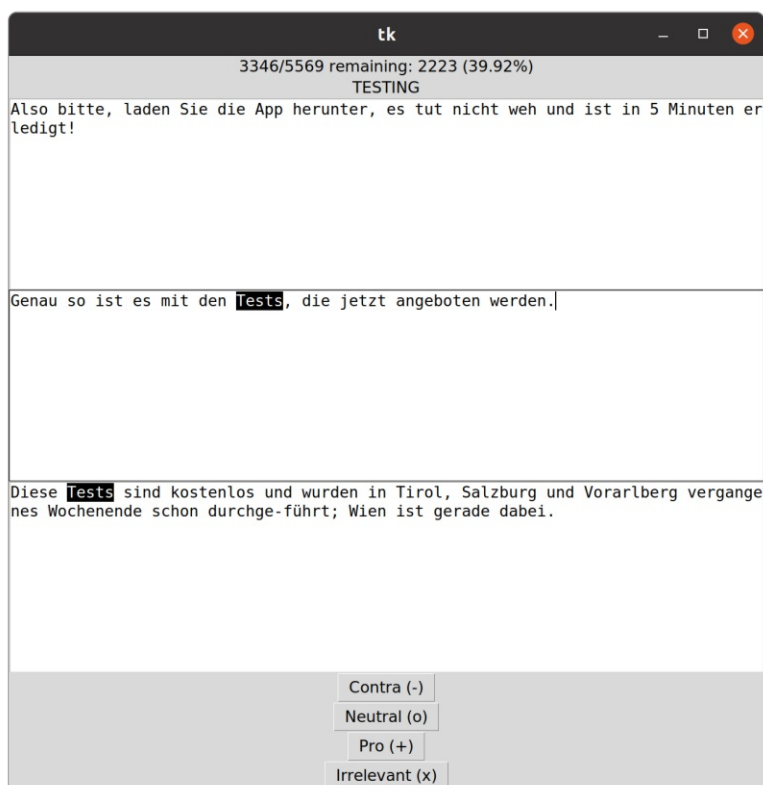 tk
3346/5569 remaining: 2223 (39.92%)
TESTING
Also bitte, laden Sie die App herunter, es tut nicht weh und ist in 5 Minuten er
ledigt!
Genau so ist es mit den Tests, die jetzt angeboten werden.
Diese Tests sind kostenlos und wurden in Tirol, Salzburg und Vorarlberg vergange
nes Wochenende schon durchge-führt; Wien ist gerade dabei.
Contra (-)
Neutral (o)
Pro (+)
Irrelevant (x)